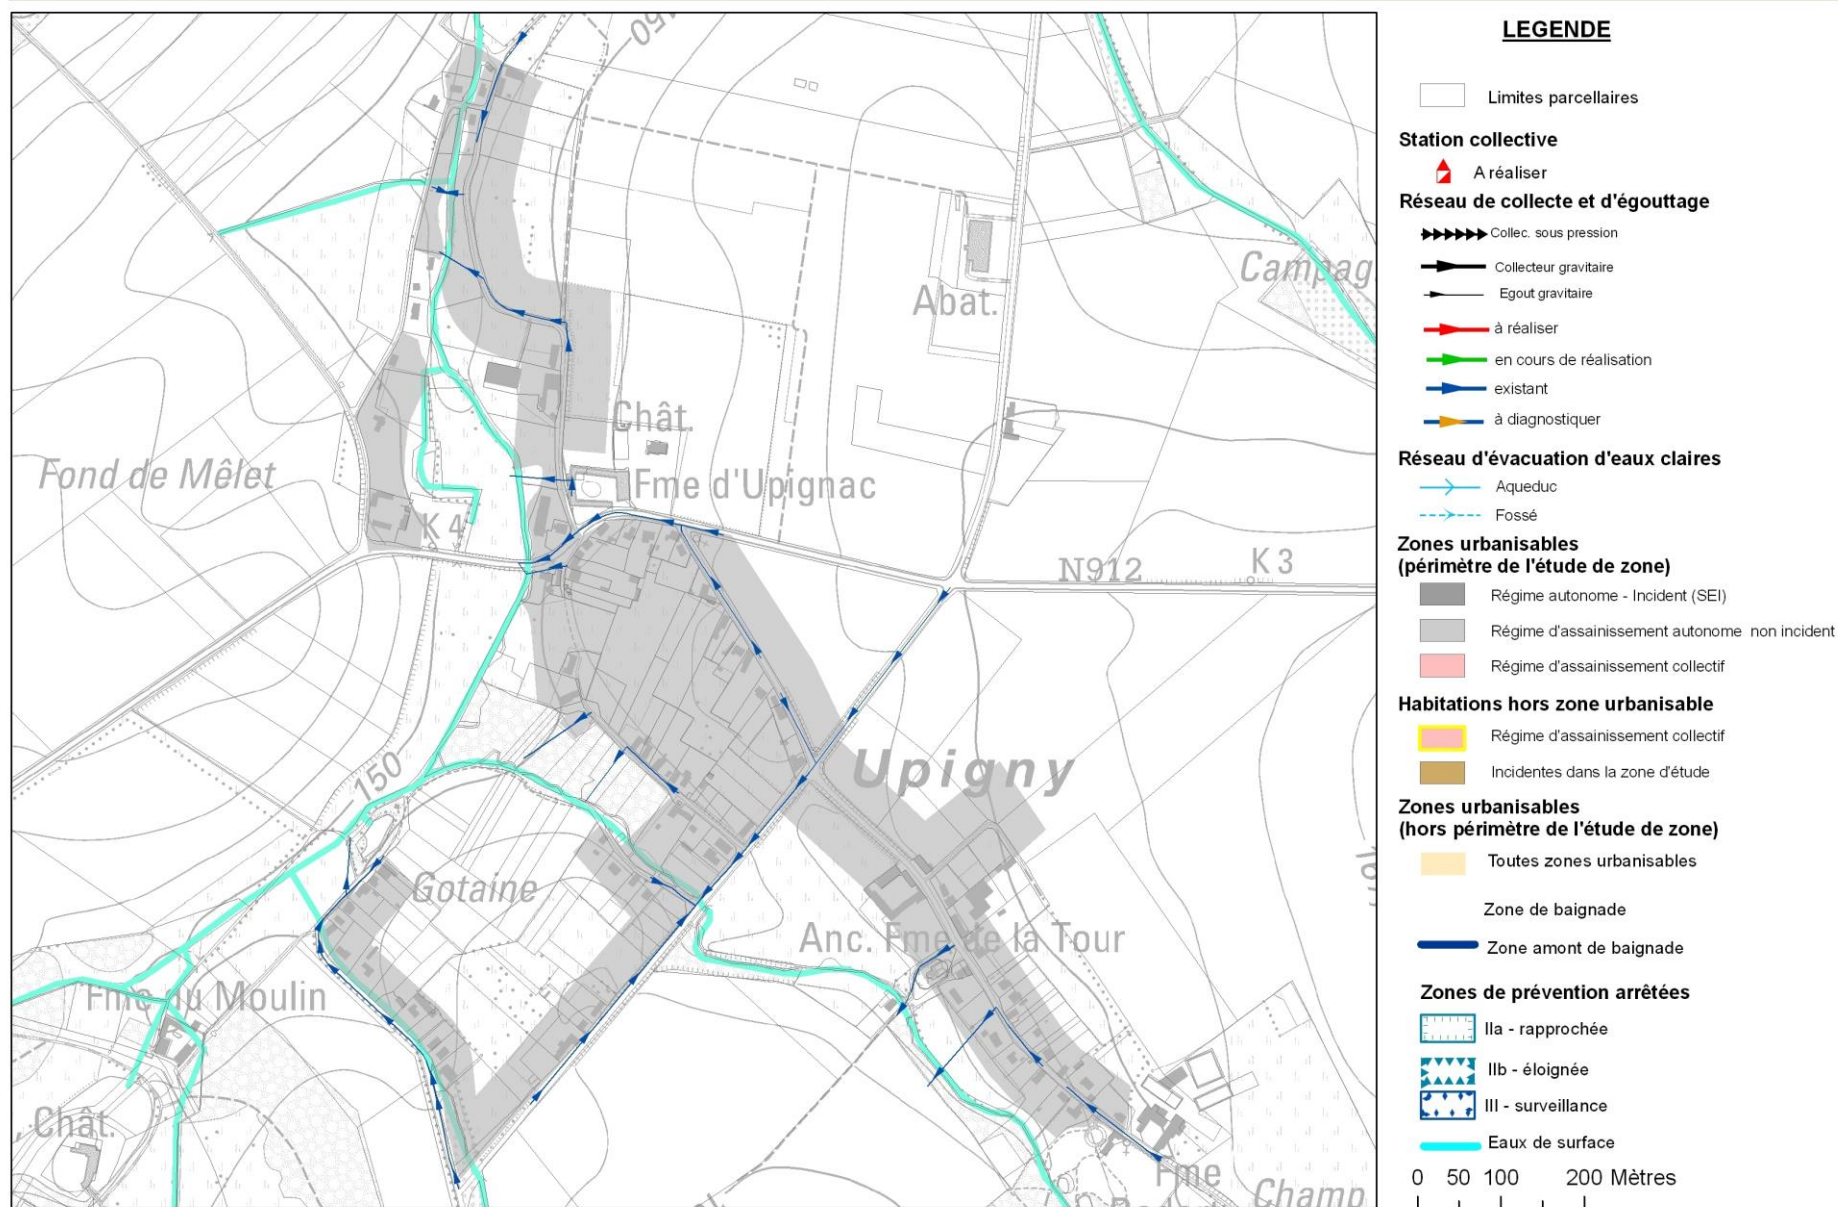 150
Abat.
Campag
Chât.
Fme d'Upignac
Fond de Mêlet
K 4
N912
K 3
150
Upigny
Gotaine
Anc. Fme de la Tour
Fme du Moulin
Chât.
Fme
Champ
LEGENDE
Limites parcellaires
Station collective
A réaliser
Réseau de collecte et d'égouttage
Collec. sous pression
Collecteur gravitaire
Egout gravitaire
à réaliser
en cours de réalisation
existant
à diagnostiquer
Réseau d'évacuation d'eaux claires
Aqueduc
Fossé
Zones urbanisables
(périmètre de l'étude de zone)
Régime autonome - Incident (SEI)
Régime d'assainissement autonome non incident
Régime d'assainissement collectif
Habitations hors zone urbanisable
Régime d'assainissement collectif
Incidentes dans la zone d'étude
Zones urbanisables
(hors périmètre de l'étude de zone)
Toutes zones urbanisables
Zone de baignade
Zone amont de baignade
Zones de prévention arrêtées
IIa - rapprochée
IIb - éloignée
III - surveillance
Eaux de surface
0 50 100 200 Mètres